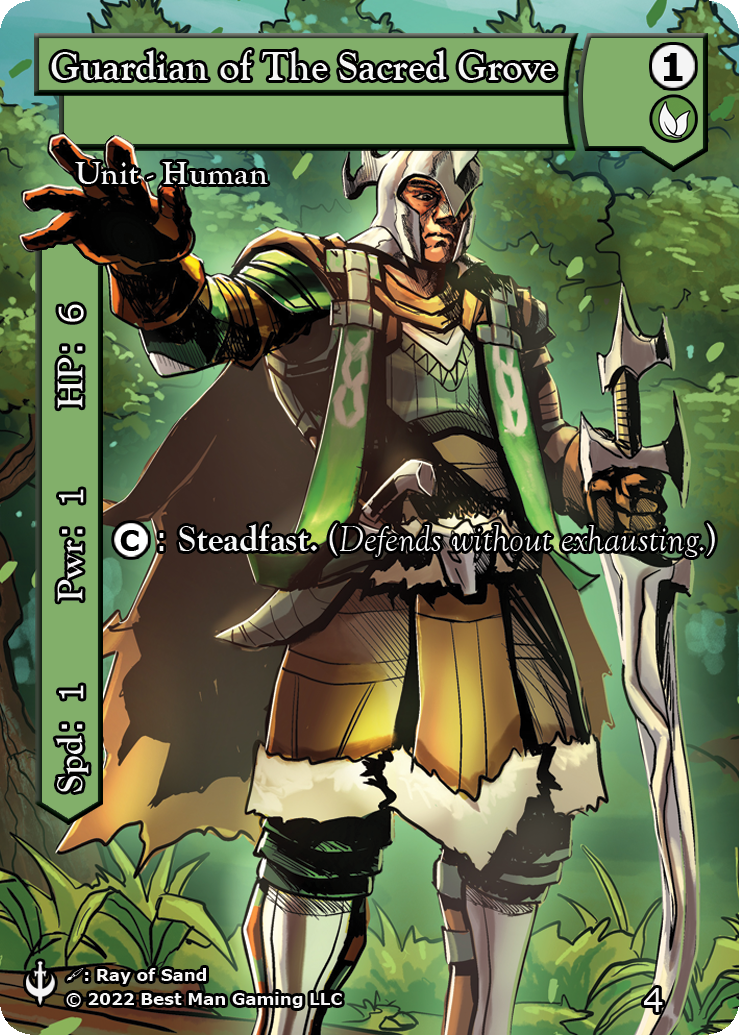 Guardian of The Sacred Grove
1
Unit - Human
HP: 6
Pwr: 1
Spd: 1
C: Steadfast. (Defends without exhausting.)
: Ray of Sand
© 2022 Best Man Gaming LLC
4